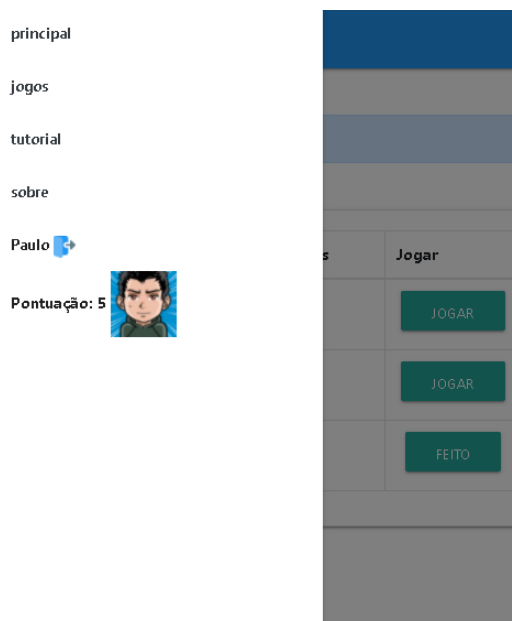 principal
jogos
tutorial
sobre
Paulo
Pontuação: 5
s Jogar
JOGAR
JOGAR
FEITO